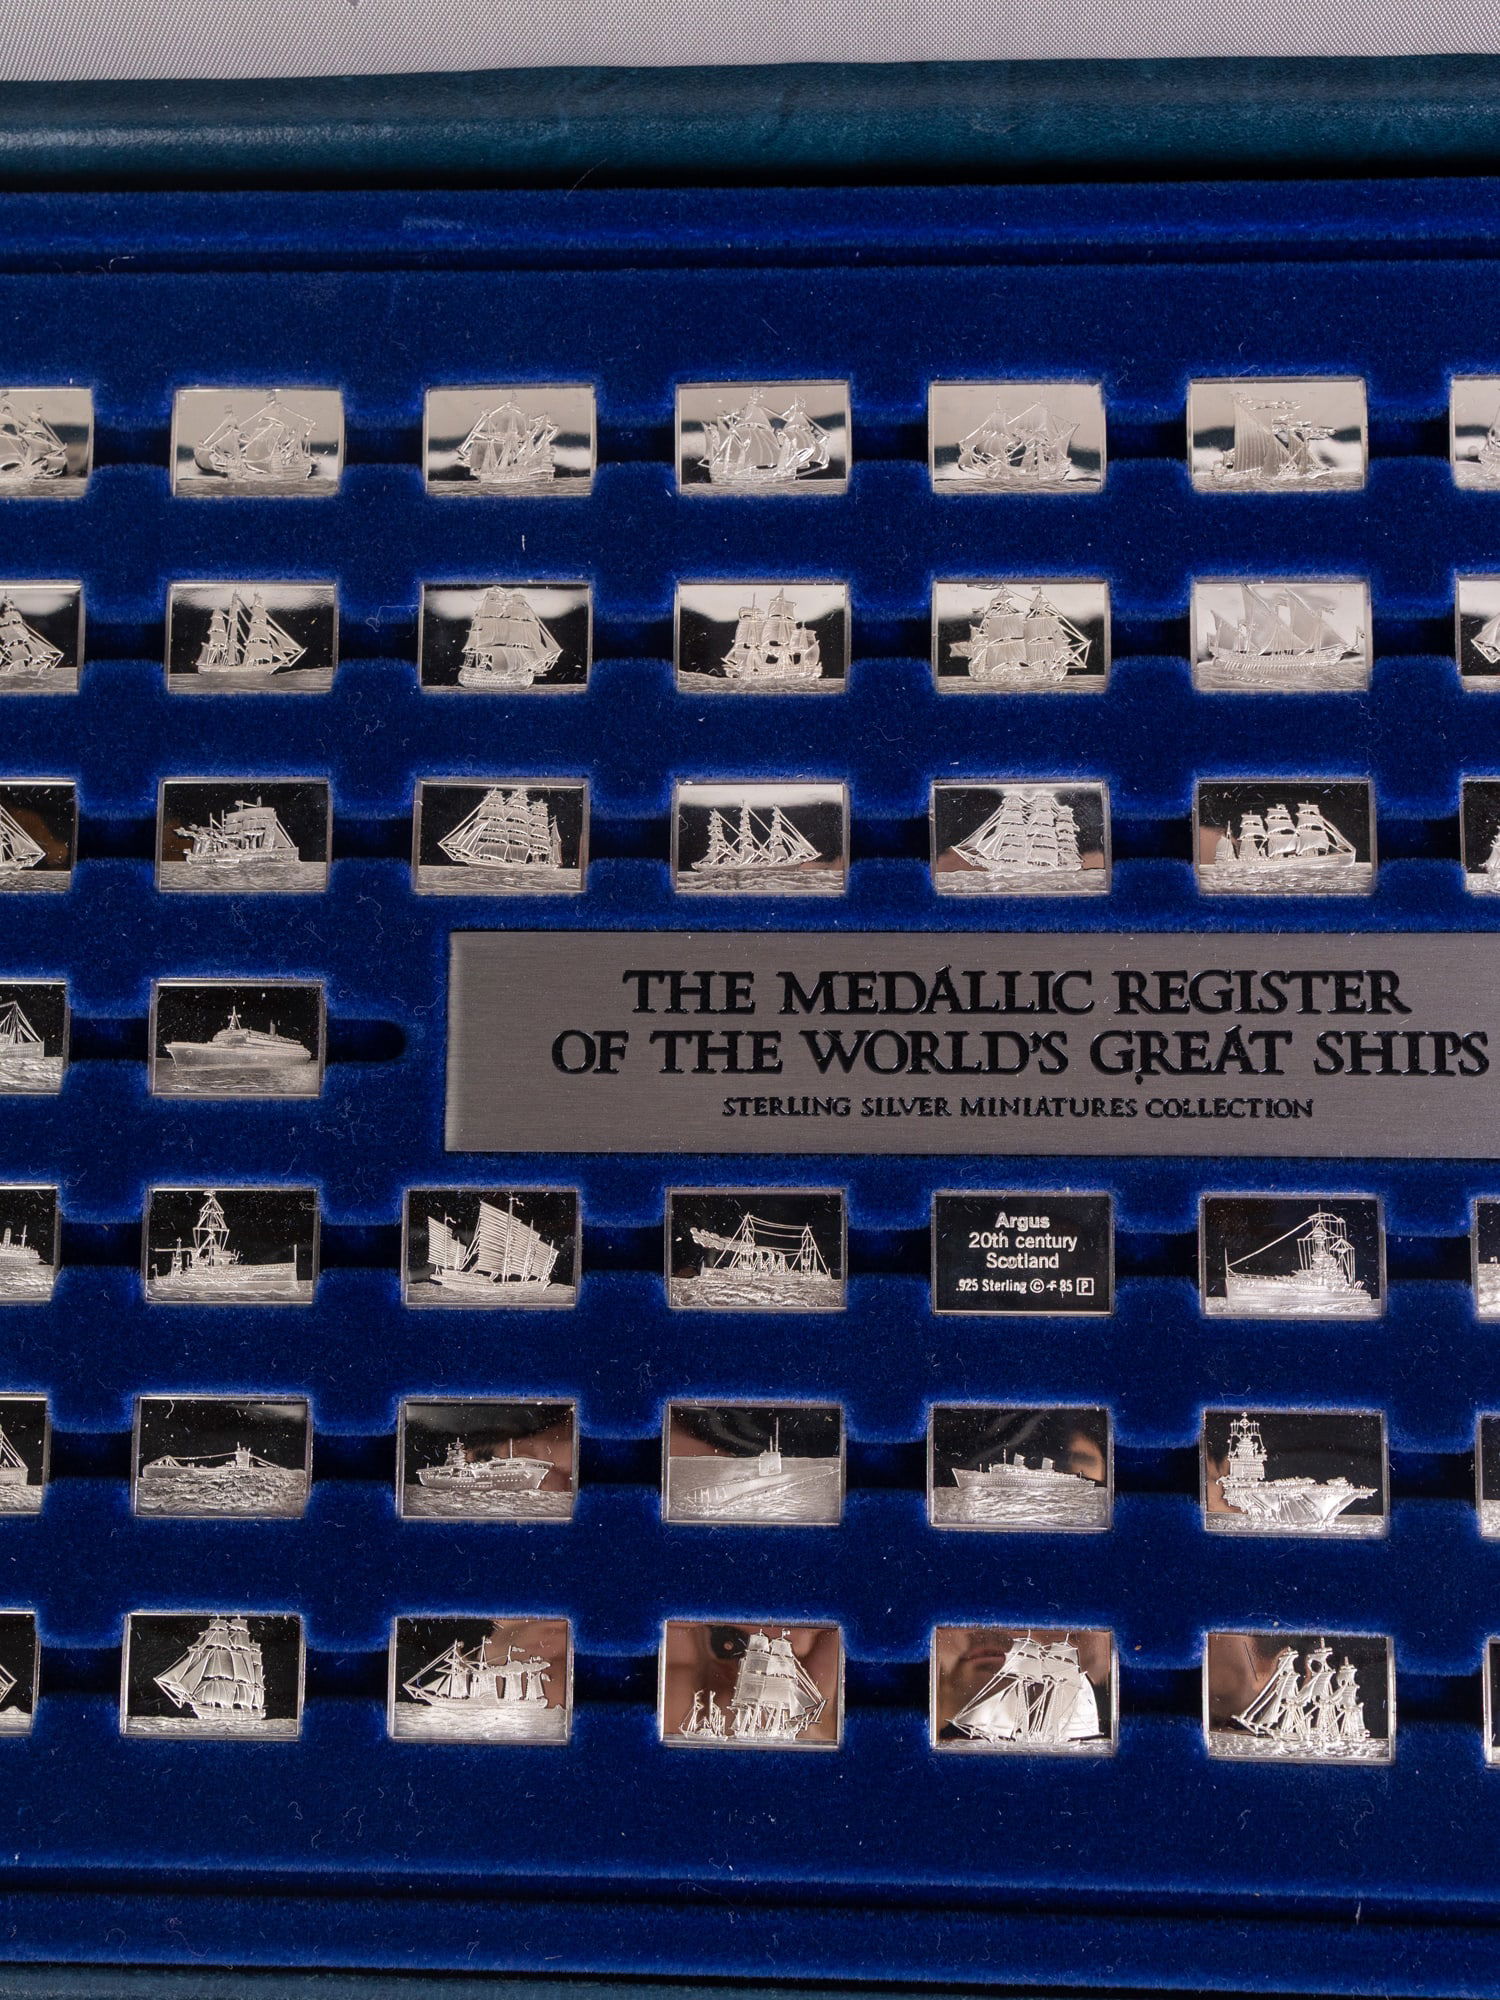 THE MEDALLIC REGISTER
OF THE WORLD'S GREAT SHIPS
STERLING SILVER MINIATURES COLLECTION
Argus
20th century
Scotland
.925 Sterling © F 85 P